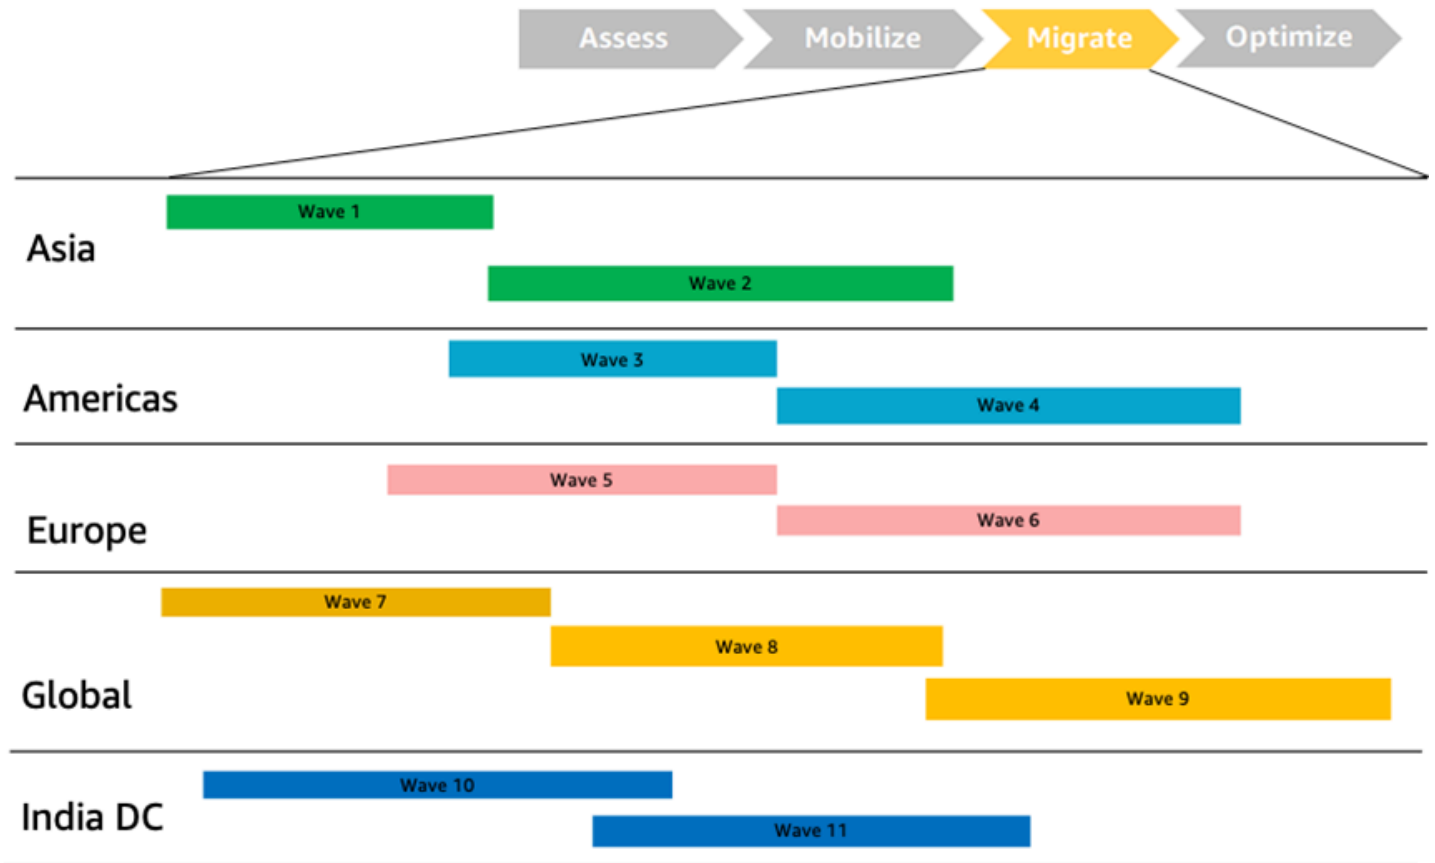 Assess Mobilize Migrate Optimize
Wave 1
Asia
Wave 2
Wave 3
Americas
Wave 4
Wave 5
Europe
Wave 6
Wave 7
Wave 8
Global
Wave 9
Wave 10
India DC
Wave 11